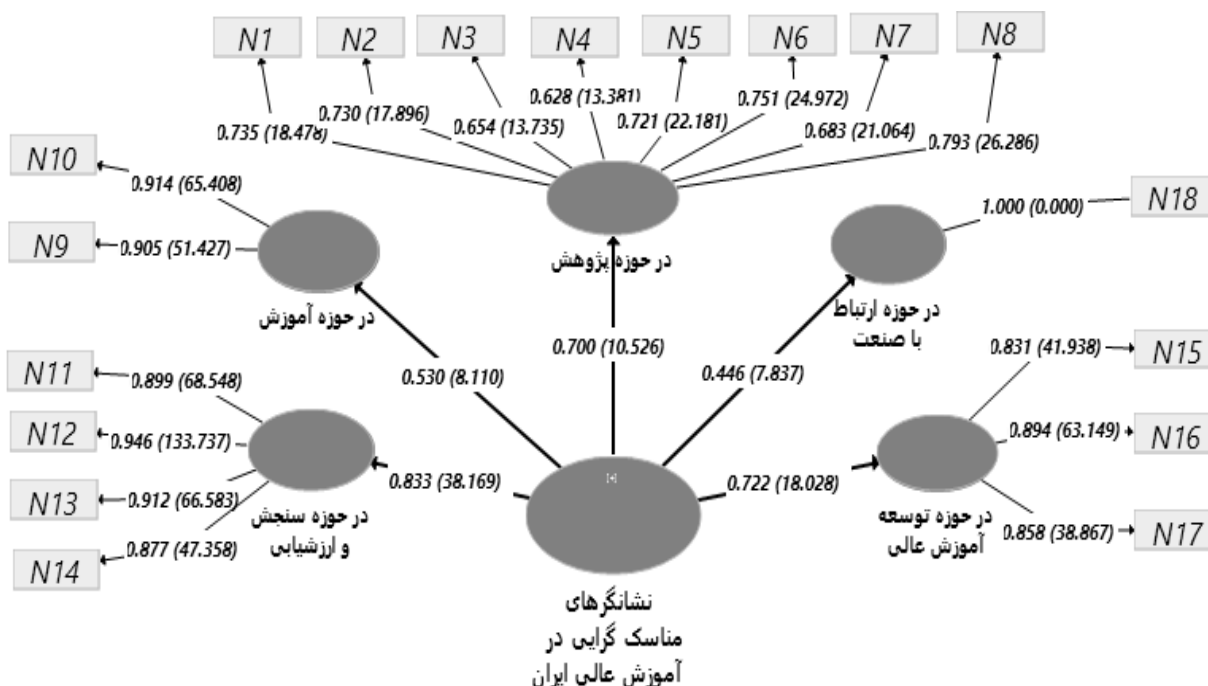 N1
N2
N3
N4
N5
N6
N7
N8
0.735 (18.478)
0.730 (17.896)
0.654 (13.735)
0.628 (13.381)
0.721 (22.181)
0.751 (24.972)
0.683 (21.064)
0.793 (26.286)
N10
0.914 (65.408)
N9
0.905 (51.427)
1.000 (0.000)
N18
در حوزه پژوهش
در حوزه آموزش
در حوزه ارتباط
با صنعت
0.530 (8.110)
0.700 (10.526)
0.446 (7.837)
N11
0.899 (68.548)
N12
0.946 (133.737)
N13
0.912 (66.583)
N14
0.877 (47.358)
0.833 (38.169)
0.722 (18.028)
0.831 (41.938)
N15
0.894 (63.149)
N16
0.858 (38.867)
N17
در حوزه سنجش
و ارزشیابی
در حوزه توسعه
آموزش عالی
نشانگرهای
مناسک گرایی در
آموزش عالی ایران